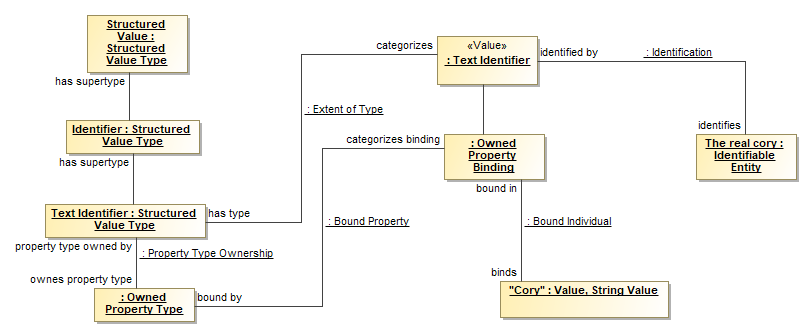 Structured
Value :
Structured
Value Type
has supertype
Identifier : Structured
Value Type
has supertype
Text Identifier : Structured
Value Type
has type
property type owned by
: Property Type Ownership
ownes property type
: Owned
Property Type
bound by
categorizes
: Extent of Type
categorizes binding
: Bound Property
«Value»
: Text Identifier
identified by
: Identification
identifies
The real cory :
Identifiable
Entity
: Owned
Property
Binding
bound in
: Bound Individual
binds
"Cory" : Value, String Value